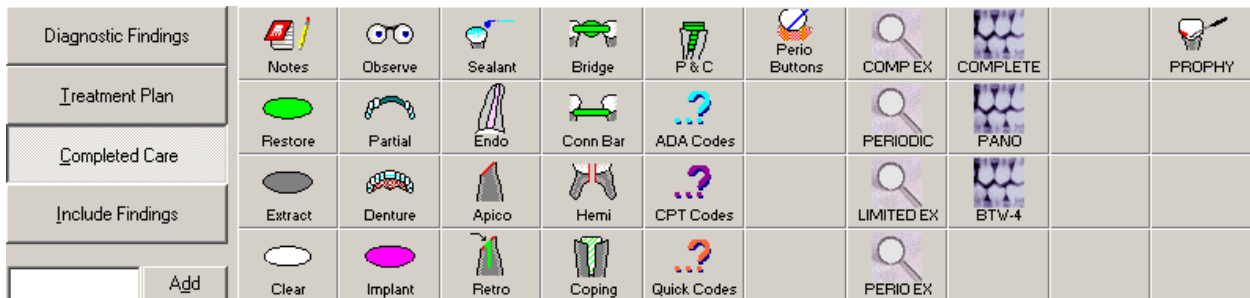 Diagnostic Findings
Treatment Plan
Completed Care
Include Findings
Add
Notes
Observe
Sealant
Bridge
P & C
Perio
Buttons
COMP EX
COMPLETE
PROPHY
Restore
Partial
Endo
Conn Bar
ADA Codes
PERIODIC
PANO
Extract
Denture
Apico
Hemi
CPT Codes
LIMITED EX
BTW-4
Clear
Implant
Retro
Coping
Quick Codes
PERIO EX